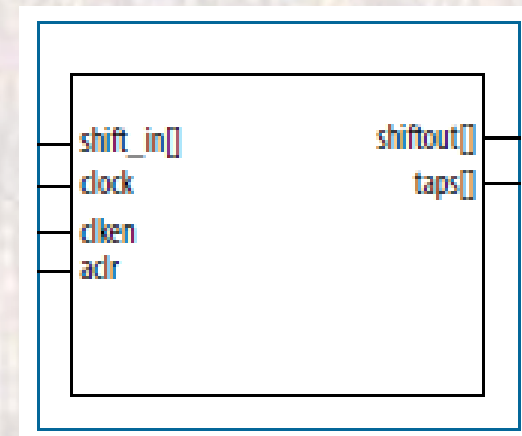 shift_in[] shiftout[]
clock taps[]
clken
aclr